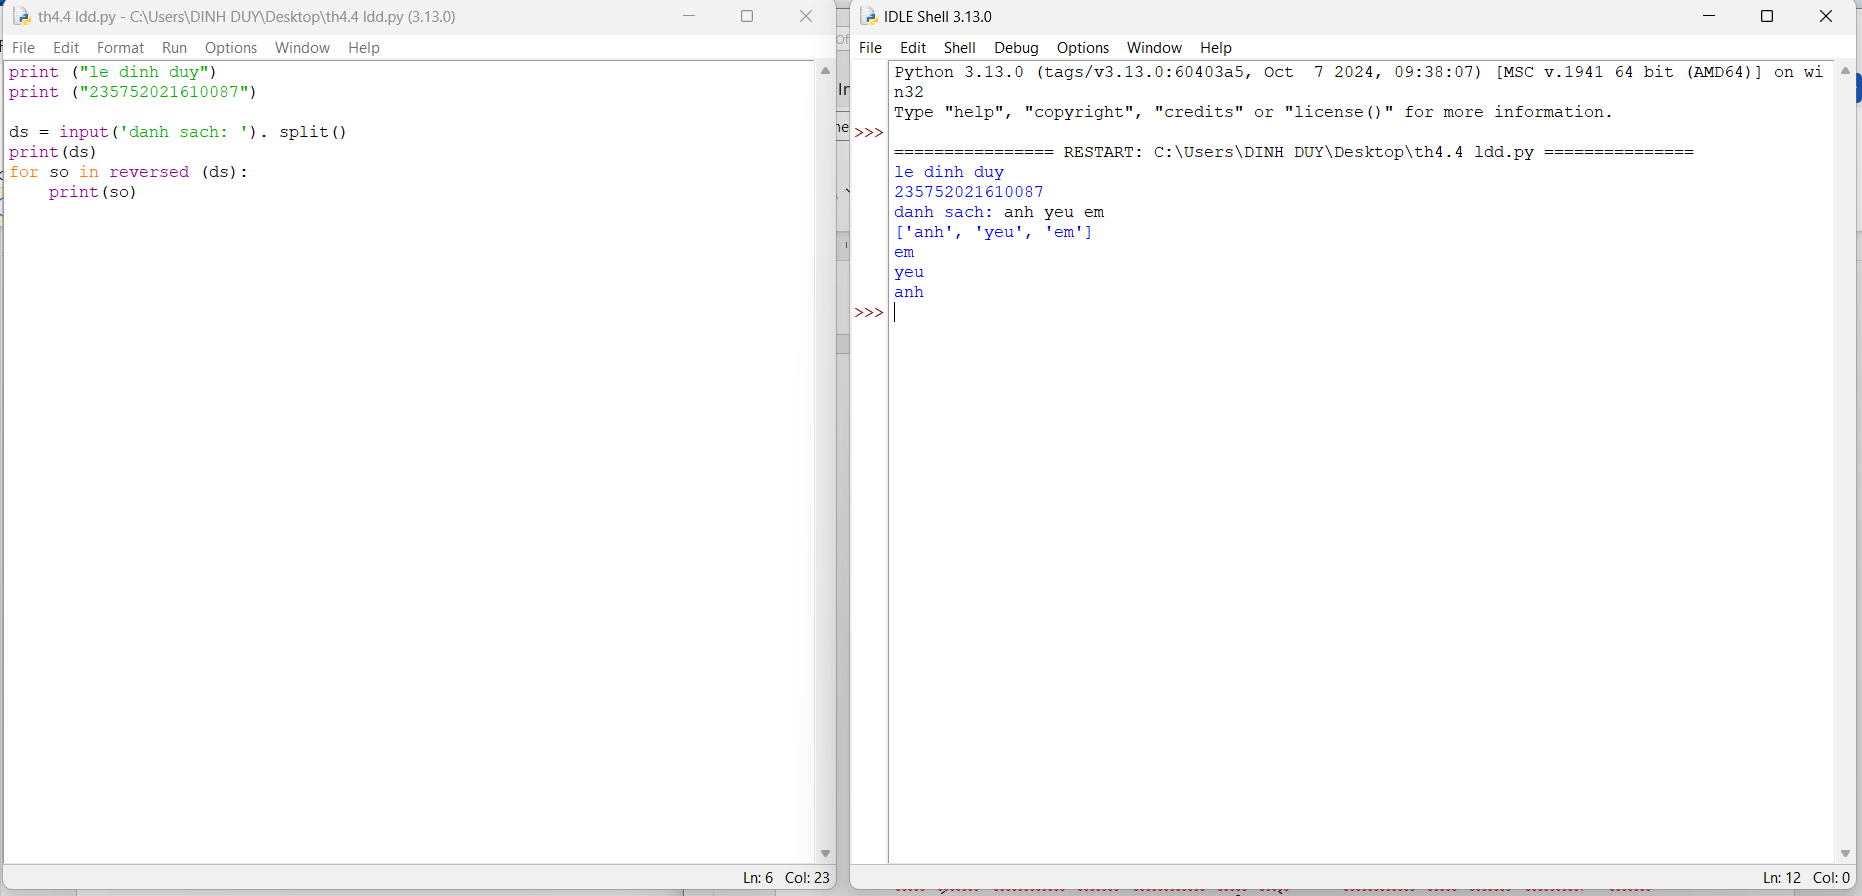 th4.4 ldd.py - C:\Users\DINH DUY\Desktop\th4.4 ldd.py (3.13.0)
File Edit Format Run Options Window Help
print ("le dinh duy")
print ("235752021610087")
ds = input('danh sach: '). split()
print(ds)
for so in reversed (ds):
    print(so)
Ln: 6 Col: 23
IDLE Shell 3.13.0
File Edit Shell Debug Options Window Help
Python 3.13.0 (tags/v3.13.0:60403a5, Oct  7 2024, 09:38:07) [MSC v.1941 64 bit (AMD64)] on wi
n32
Type "help", "copyright", "credits" or "license()" for more information.
>>>
================ RESTART: C:\Users\DINH DUY\Desktop\th4.4 ldd.py ===============
le dinh duy
235752021610087
danh sach: anh yeu em
['anh', 'yeu', 'em']
em
yeu
anh
>>>
Ln: 12 Col: 0